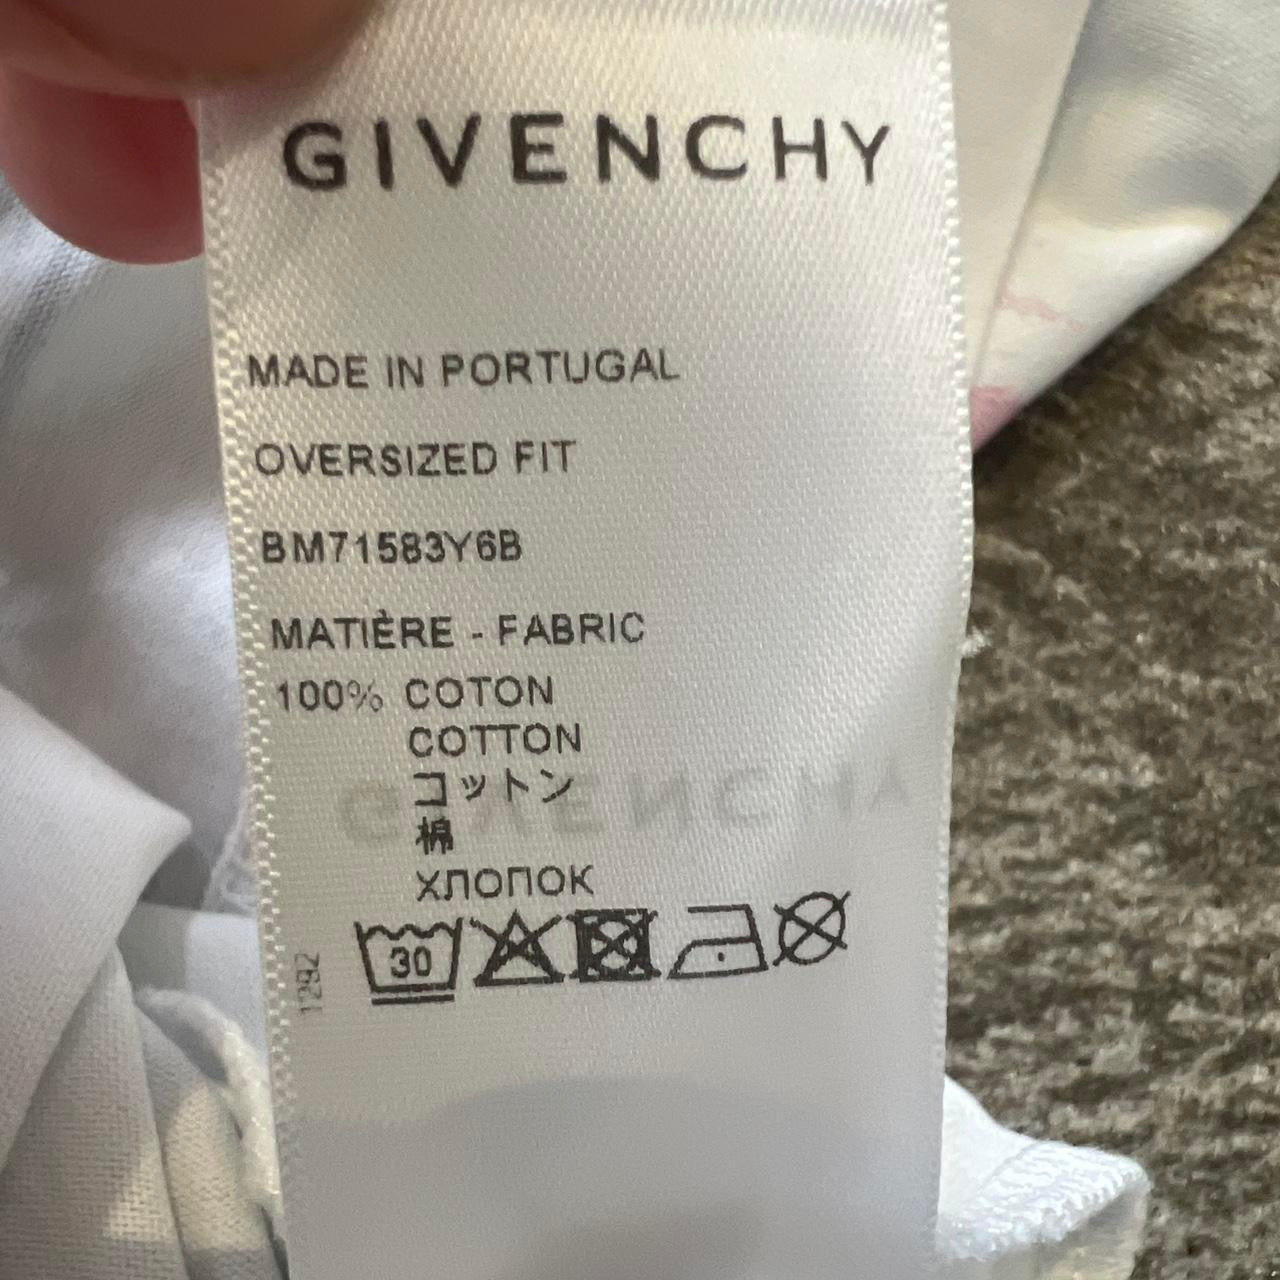 GIVENCHY
MADE IN PORTUGAL
OVERSIZED FIT
BM71583Y6B
MATIÈRE - FABRIC
100% COTON
COTTON
コットン
棉
ХЛОПОК
30
1292